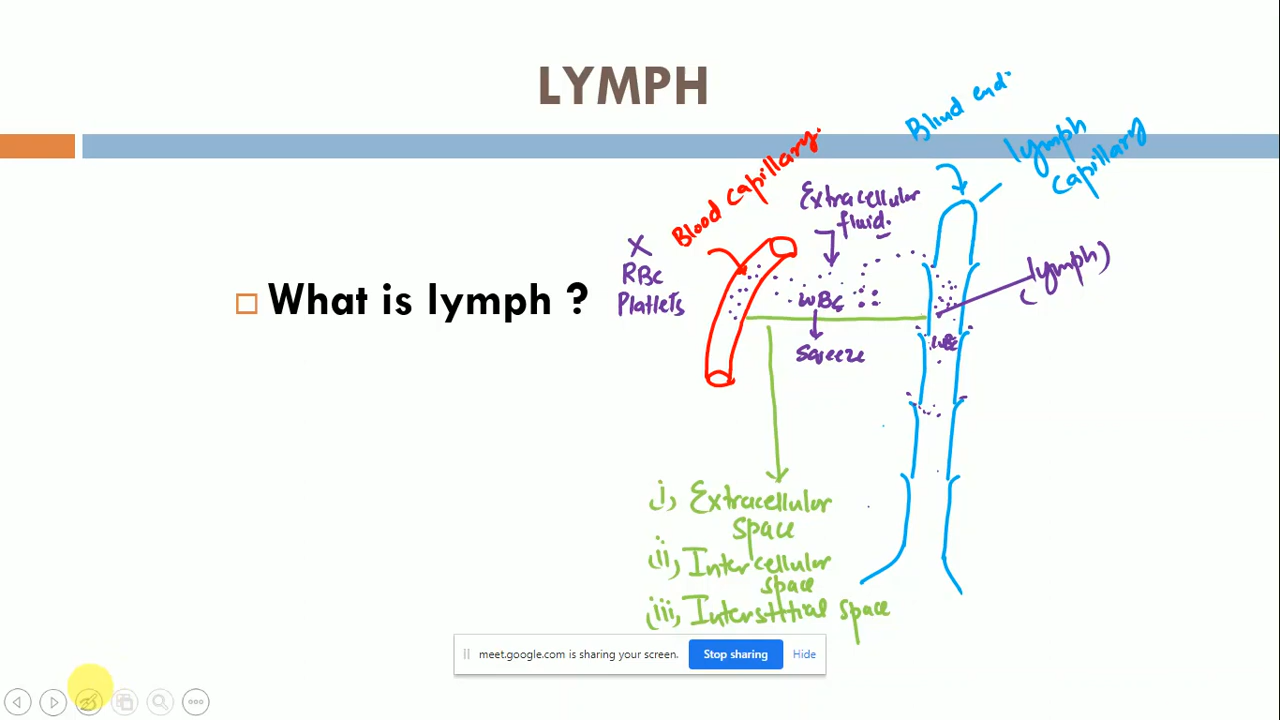 LYMPH
Blind end
lymph
capillary
Blood capillary
Extracellular
fluid.
X
RBC
Platlets
What is lymph ?
WBC
Squeeze
(lymph)
WBC
(i) Extracellular
space
(ii) Intercellular
space
(iii) Interstitial space
meet.google.com is sharing your screen.
Stop sharing
Hide